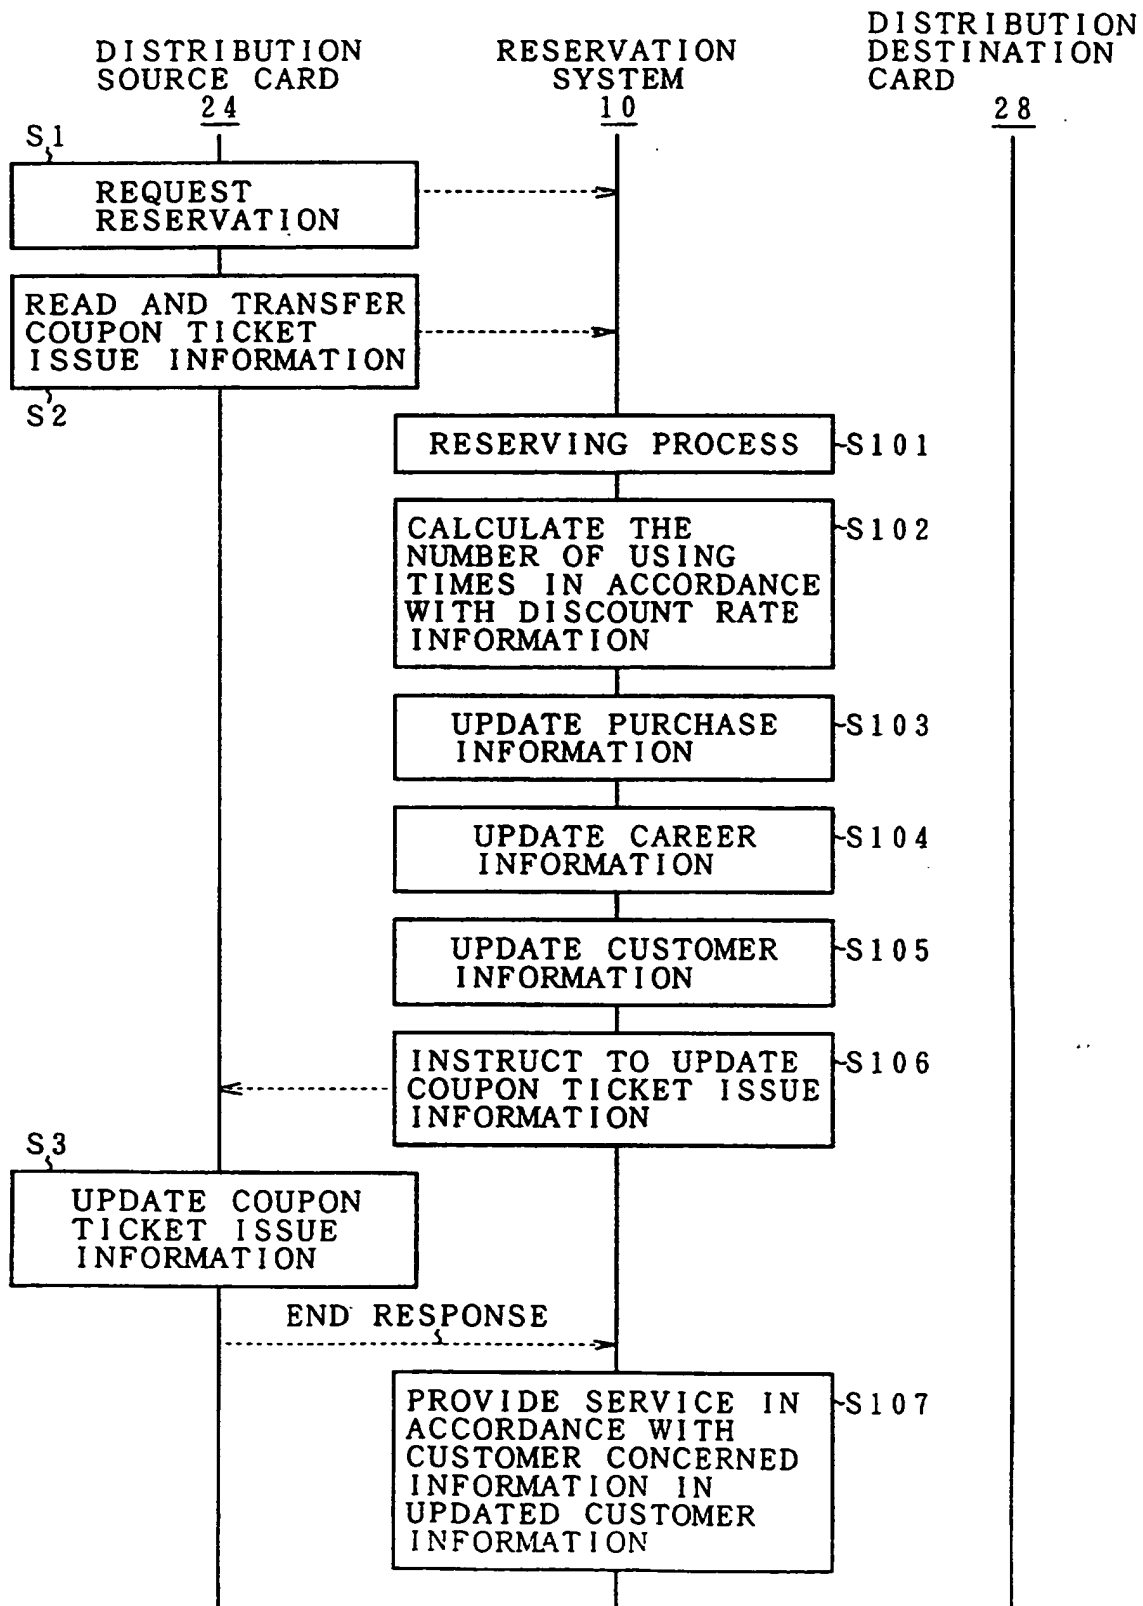 DISTRIBUTION
SOURCE CARD
24
RESERVATION
SYSTEM
10
DISTRIBUTION
DESTINATION
CARD
28
S1
REQUEST
RESERVATION
READ AND TRANSFER
COUPON TICKET
ISSUE INFORMATION
S2
RESERVING PROCESS
S101
CALCULATE THE
NUMBER OF USING
TIMES IN ACCORDANCE
WITH DISCOUNT RATE
INFORMATION
S102
UPDATE PURCHASE
INFORMATION
S103
UPDATE CAREER
INFORMATION
S104
UPDATE CUSTOMER
INFORMATION
S105
INSTRUCT TO UPDATE
COUPON TICKET ISSUE
INFORMATION
S106
S3
UPDATE COUPON
TICKET ISSUE
INFORMATION
END RESPONSE
PROVIDE SERVICE IN
ACCORDANCE WITH
CUSTOMER CONCERNED
INFORMATION IN
UPDATED CUSTOMER
INFORMATION
S107